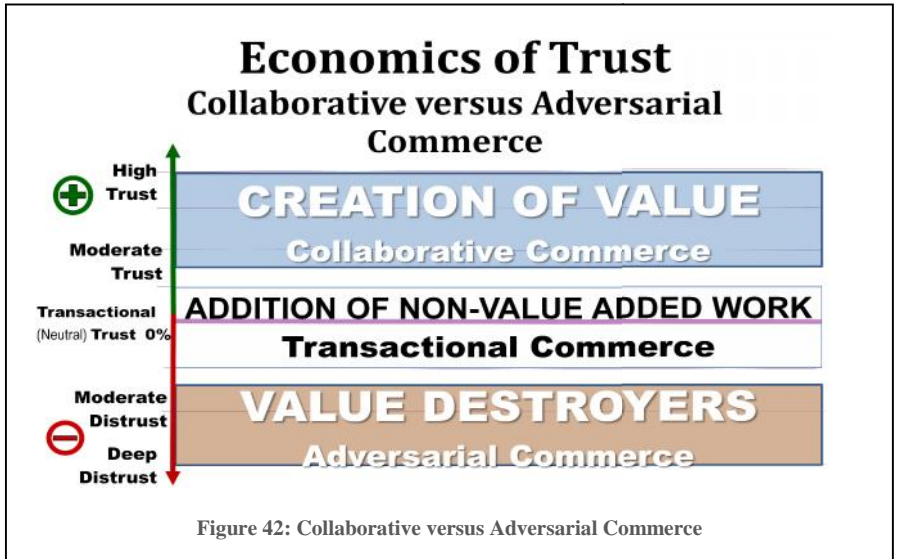 Economics of Trust
Collaborative versus Adversarial
Commerce
High
Trust
CREATION OF VALUE
Collaborative Commerce
Moderate
Trust
Transactional
(Neutral) Trust 0%
ADDITION OF NON-VALUE ADDED WORK
Transactional Commerce
Moderate
Distrust
VALUE DESTROYERS
Adversarial Commerce
Deep
Distrust
Figure 42: Collaborative versus Adversarial Commerce